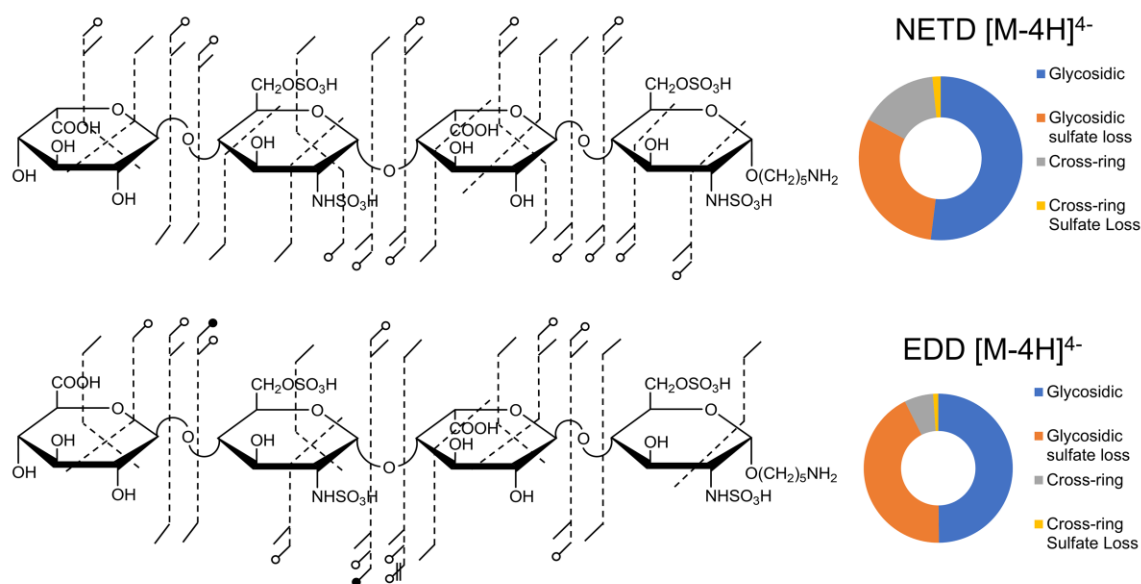 NETD [M-4H]4-
Glycosidic
Glycosidic
sulfate loss
Cross-ring
Cross-ring
Sulfate Loss
O
COOH
OH
OH
OH
O
CH2OSO3H
O
OH
NHSO3H
O
O
COOH
OH
OH
O
CH2OSO3H
O
OH
NHSO3H
O(CH2)5NH2
EDD [M-4H]4-
Glycosidic
Glycosidic
sulfate loss
Cross-ring
Cross-ring
Sulfate Loss
COOH
O
OH
OH
OH
O
CH2OSO3H
O
OH
NHSO3H
O
O
COOH
OH
OH
O
CH2OSO3H
O
OH
NHSO3H
O(CH2)5NH2